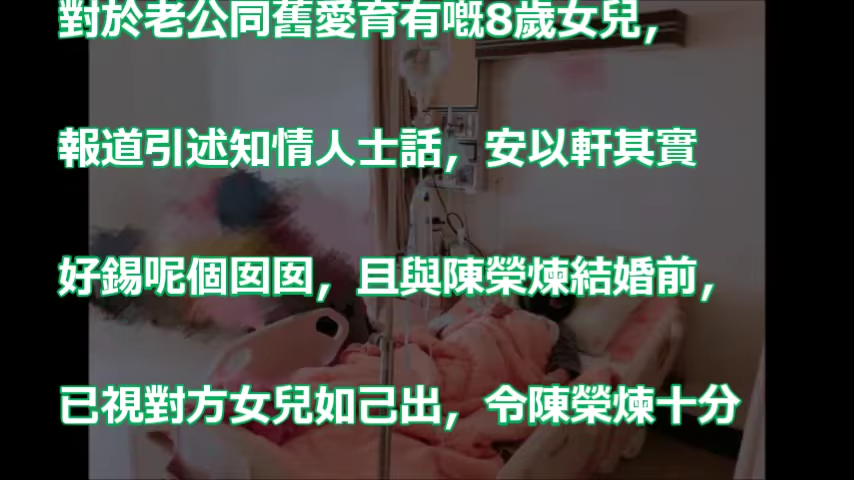 對於老公同舊愛育有嘅8歲女兒，
報道引述知情人士話，安以軒其實
好錫呢個囡囡，且與陳榮煉結婚前，
已視對方女兒如己出，令陳榮煉十分